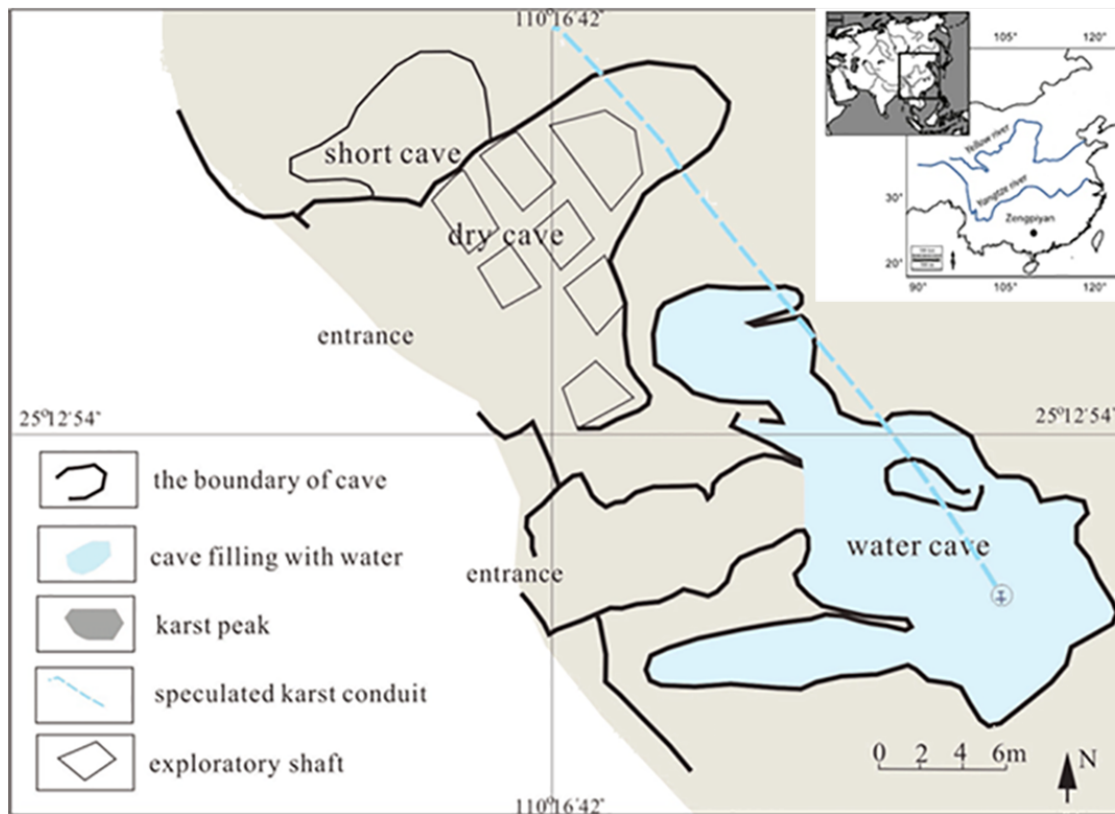 110°16′42″
short cave
dry cave
entrance
25°12′54″
25°12′54″
the boundary of cave
cave filling with water
karst peak
speculated karst conduit
exploratory shaft
entrance
water cave
0 2 4 6m
N
110°16′42″
105° 120°
Yellow river
Yangtze river
Zengpiyan
30°
20°
90° 105° 120°